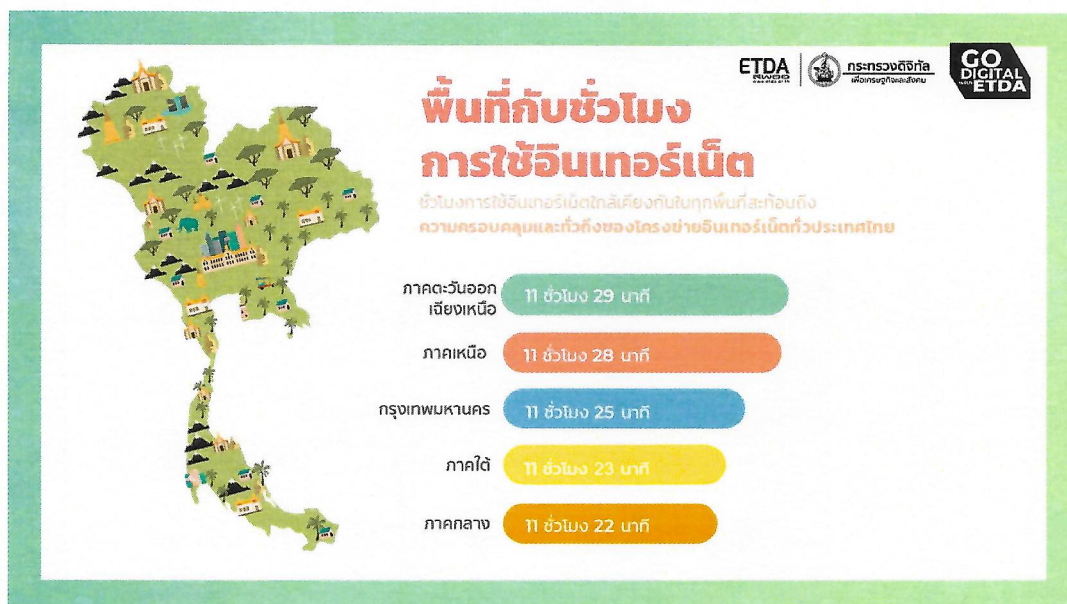 ETDA
กระทรวงดิจิทัล
เพื่อเศรษฐกิจและสังคม
GO
DIGITAL
WITH
ETDA
พื้นที่กับชั่วโมง
การใช้อินเทอร์เน็ต
ชั่วโมงการใช้อินเทอร์เน็ตใกล้เคียงกันในทุกพื้นที่สะท้อนถึง
ความครอบคลุมและทั่วถึงของโครงข่ายอินเทอร์เน็ตทั่วประเทศไทย
ภาคตะวันออก
เฉียงเหนือ
11 ชั่วโมง 29 นาที
ภาคเหนือ
11 ชั่วโมง 28 นาที
กรุงเทพมหานคร
11 ชั่วโมง 25 นาที
ภาคใต้
11 ชั่วโมง 23 นาที
ภาคกลาง
11 ชั่วโมง 22 นาที